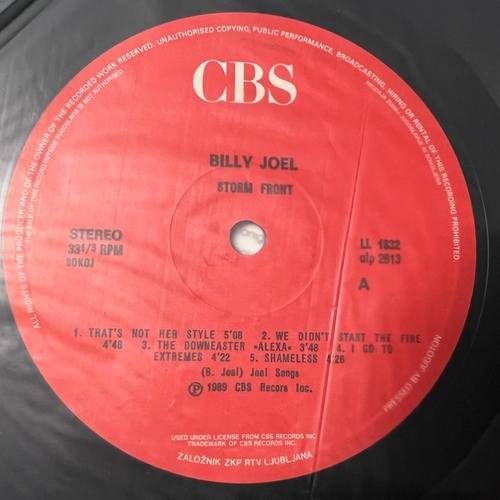 ALL RIGHTS OF THE PRODUCER AND OF THE OWNER OF THE RECORDED WORK RESERVED. UNAUTHORISED COPYING, PUBLIC PERFORMANCE, BROADCASTING, HIRING OR RENTAL OF THIS RECORDING PROHIBITED.
CBS
BILLY JOEL
STORM FRONT
STEREO
33 1/3 RPM
SOKOJ
LL 1832
ulp 2613
A
1. THAT'S NOT HER STYLE 5'08 2. WE DIDN'T START THE FIRE
4'48 3. THE DOWNEASTER »ALEXA« 3'48 4. I GO TO
EXTREMES 4'22 5. SHAMELESS 4'26
(B. Joel) Joel Songs
Ⓟ 1989 CBS Recors Inc.
PRESSED BY JUGOTON
USED UNDER LICENSE FROM CBS RECORDS INC
TRADEMARK OF CBS RECORDS INC.
ZALOŽNIK ZKP RTV LJUBLJANA